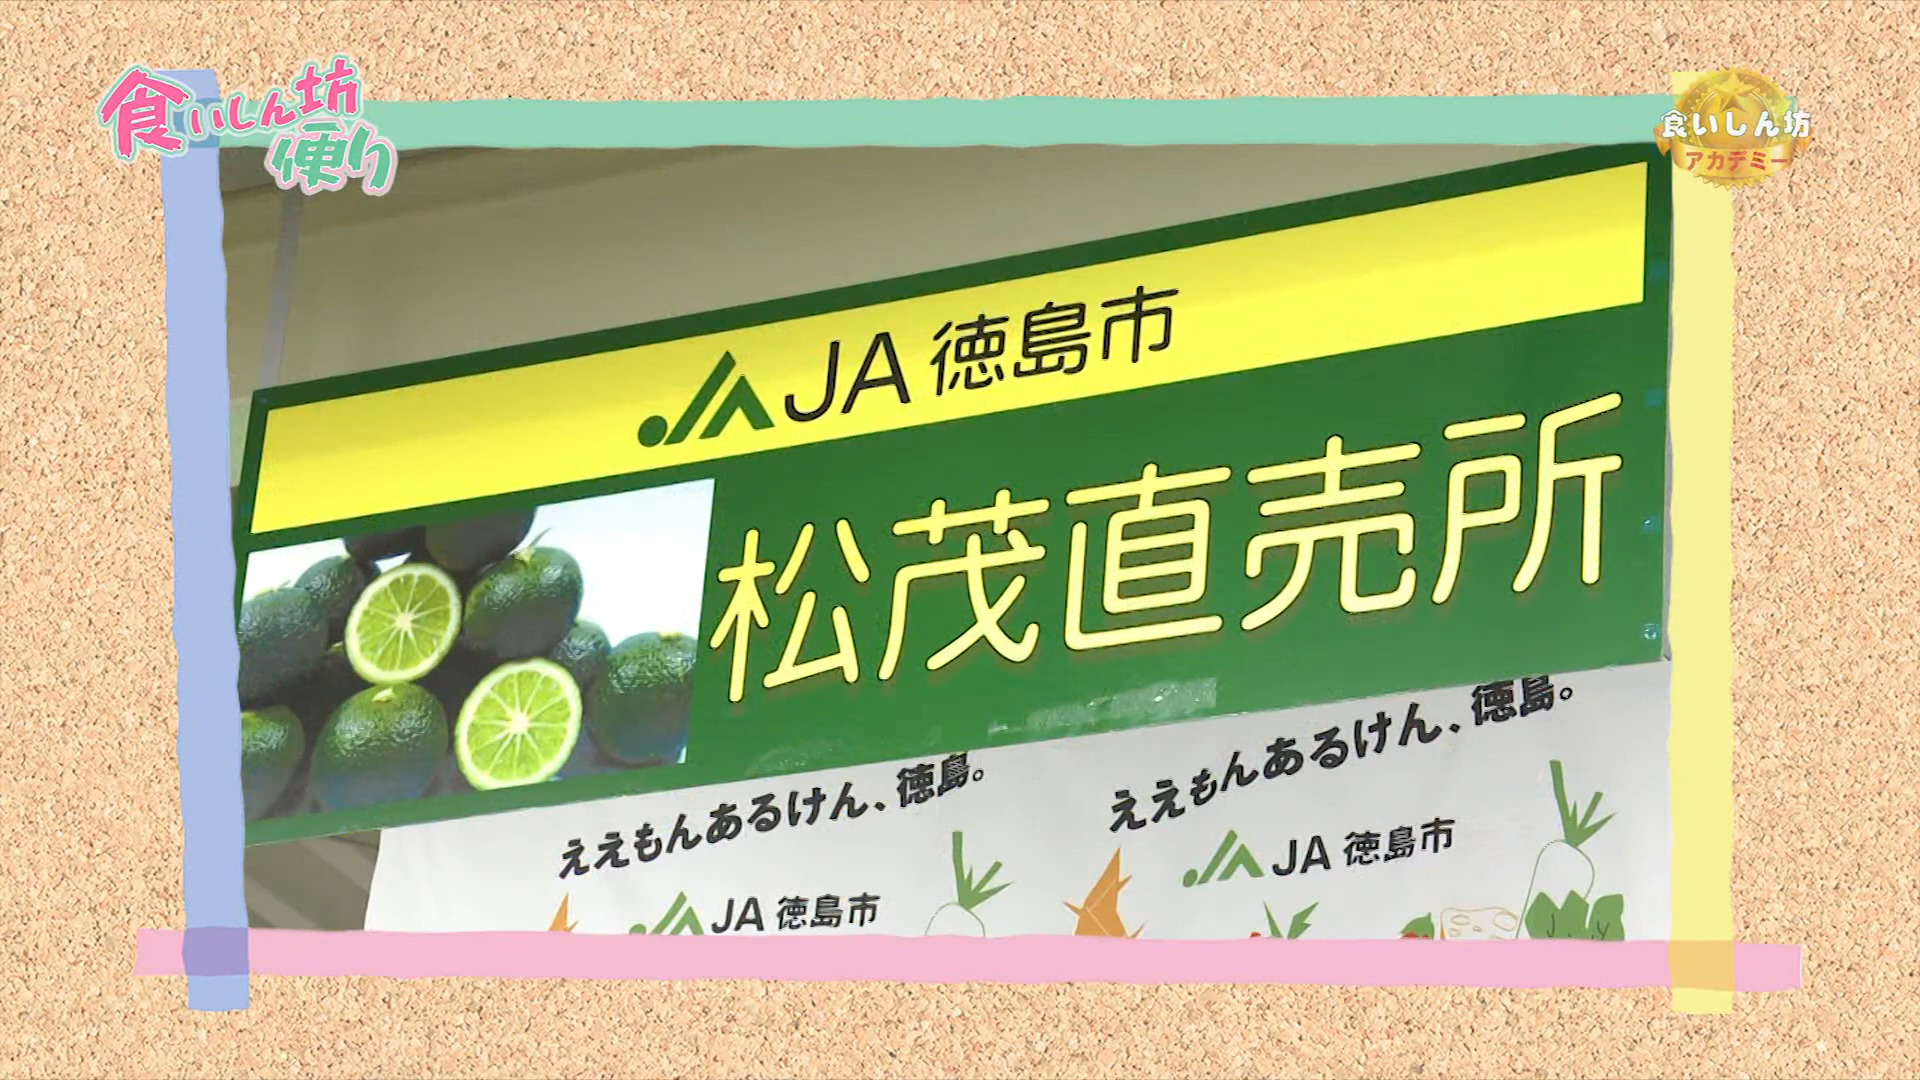 食いしん坊
便り
食いしん坊
アカデミー
JA 徳島市
松茂直売所
ええもんあるけん、徳島。
JA 徳島市
ええもんあるけん、徳島。
JA 徳島市